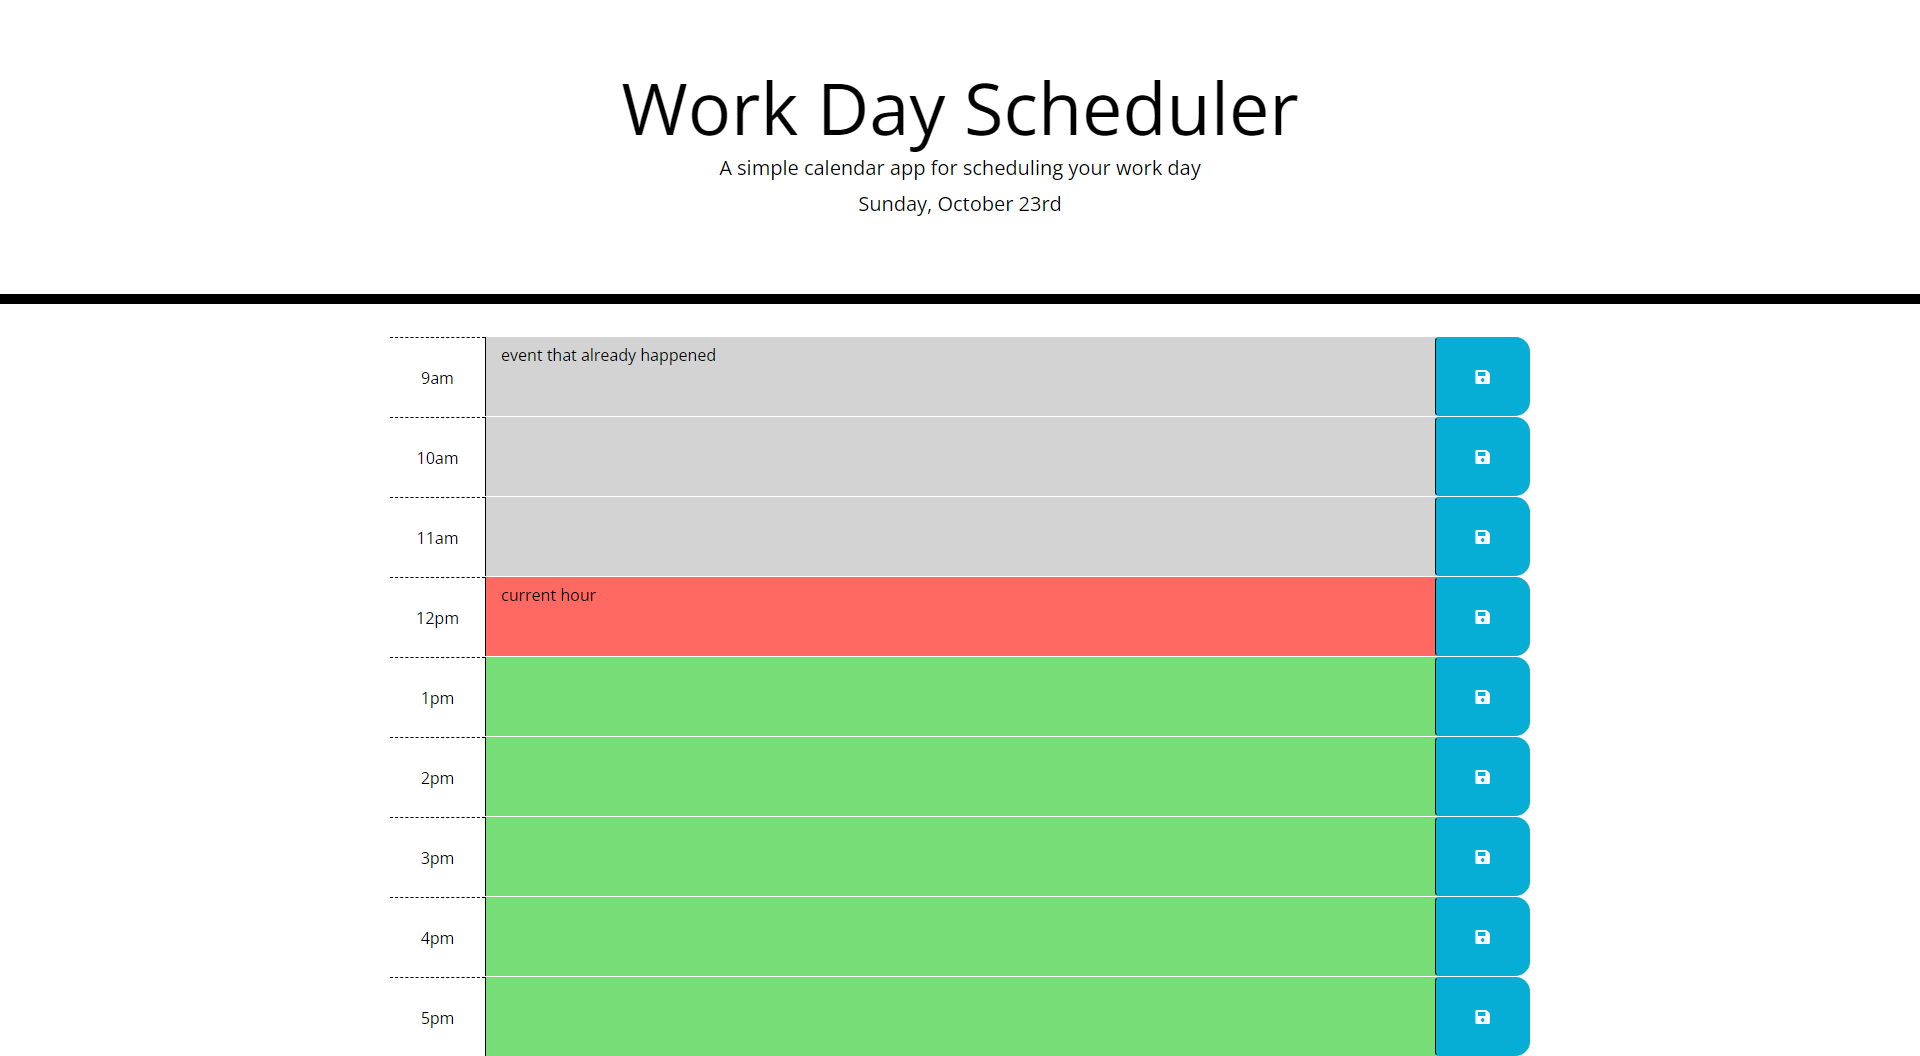 Work Day Scheduler
A simple calendar app for scheduling your work day
Sunday, October 23rd
9am event that already happened
10am
11am
12pm current hour
1pm
2pm
3pm
4pm
5pm